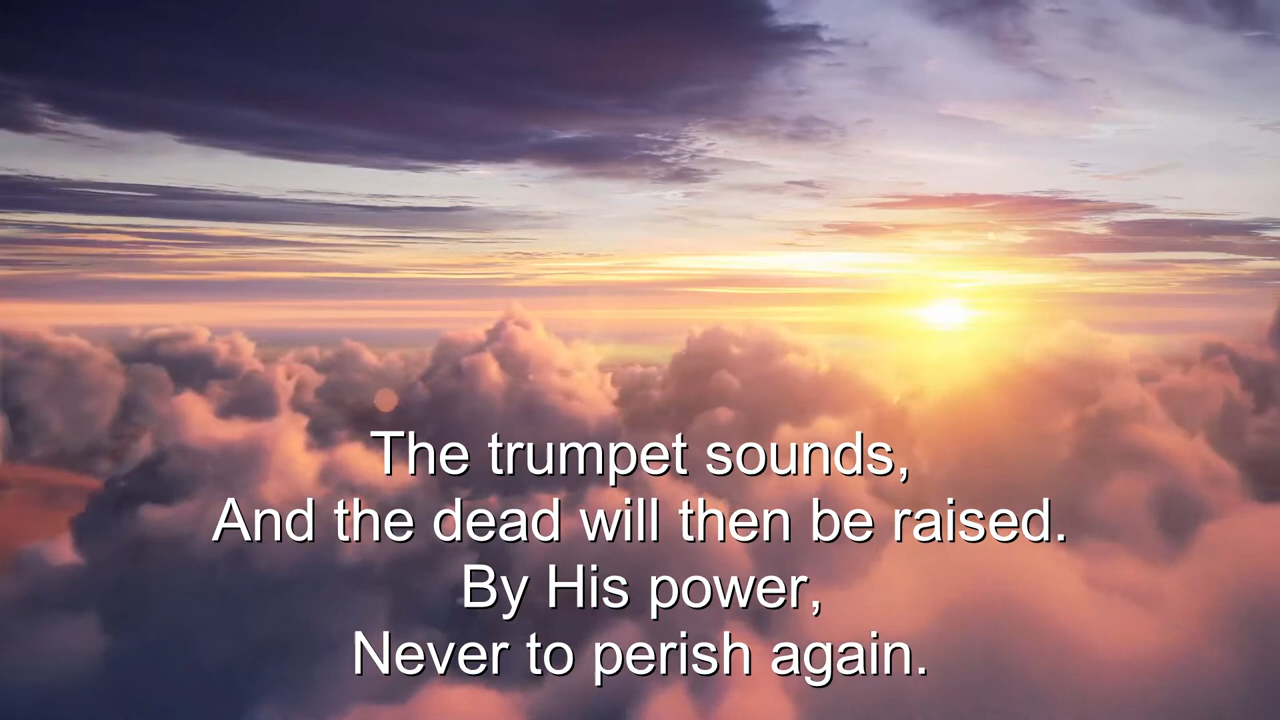 The trumpet sounds,
And the dead will then be raised.
By His power,
Never to perish again.